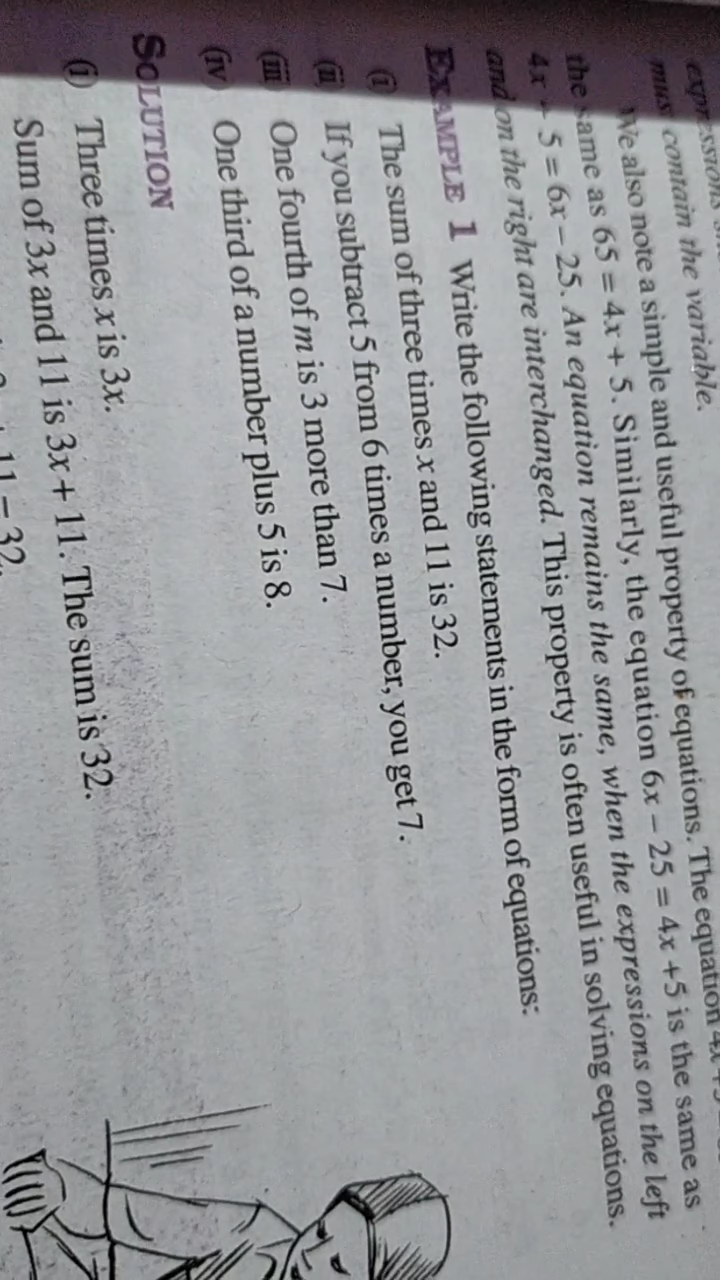 must contain the variable.
We also note a simple and useful property of equations. The equation 4x + 5
the same as 65 = 4x + 5. Similarly, the equation 6x – 25 = 4x +5 is the same as
4x + 5 = 6x – 25. An equation remains the same, when the expressions on the left
and on the right are interchanged. This property is often useful in solving equations.
EXAMPLE 1 Write the following statements in the form of equations:
(i) The sum of three times x and 11 is 32.
(ii) If you subtract 5 from 6 times a number, you get 7.
(iii) One fourth of m is 3 more than 7.
(iv) One third of a number plus 5 is 8.
SOLUTION
(i) Three times x is 3x.
Sum of 3x and 11 is 3x + 11. The sum is 32.
11 = 32.